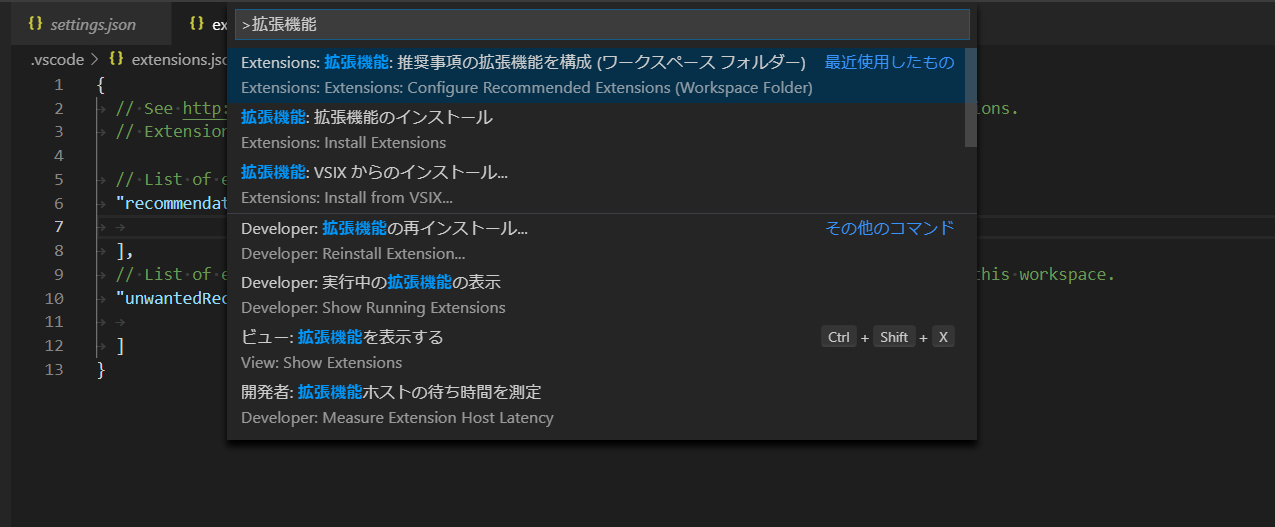 {} settings.json
{} ex
>拡張機能
.vscode > {} extensions.jsc
Extensions: 拡張機能: 推奨事項の拡張機能を構成 (ワークスペース フォルダー) 最近使用したもの
Extensions: Extensions: Configure Recommended Extensions (Workspace Folder)
拡張機能: 拡張機能のインストール
Extensions: Install Extensions
拡張機能: VSIX からのインストール...
Extensions: Install from VSIX...
Developer: 拡張機能の再インストール... その他のコマンド
Developer: Reinstall Extension...
Developer: 実行中の拡張機能の表示
Developer: Show Running Extensions
ビュー: 拡張機能を表示する Ctrl + Shift + X
View: Show Extensions
開発者: 拡張機能ホストの待ち時間を測定
Developer: Measure Extension Host Latency
1 {
2 // See http: ons.
3 // Extension
4
5 // List of e
6 "recommendat
7
8 ],
9 // List of e this workspace.
10 "unwantedRec
11
12 ]
13 }